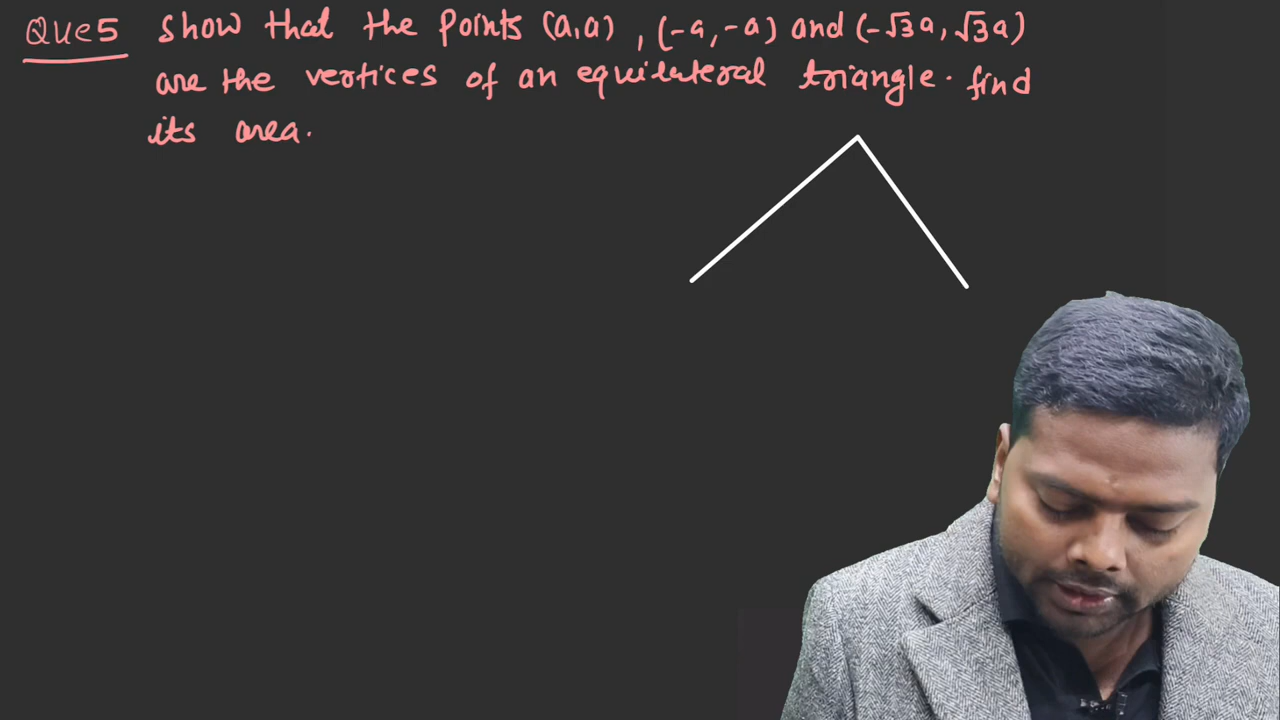 Que5 show that the points (a,a), (-a,-a) and (-√3a, √3a)
are the vertices of an equilateral triangle. find
its area.